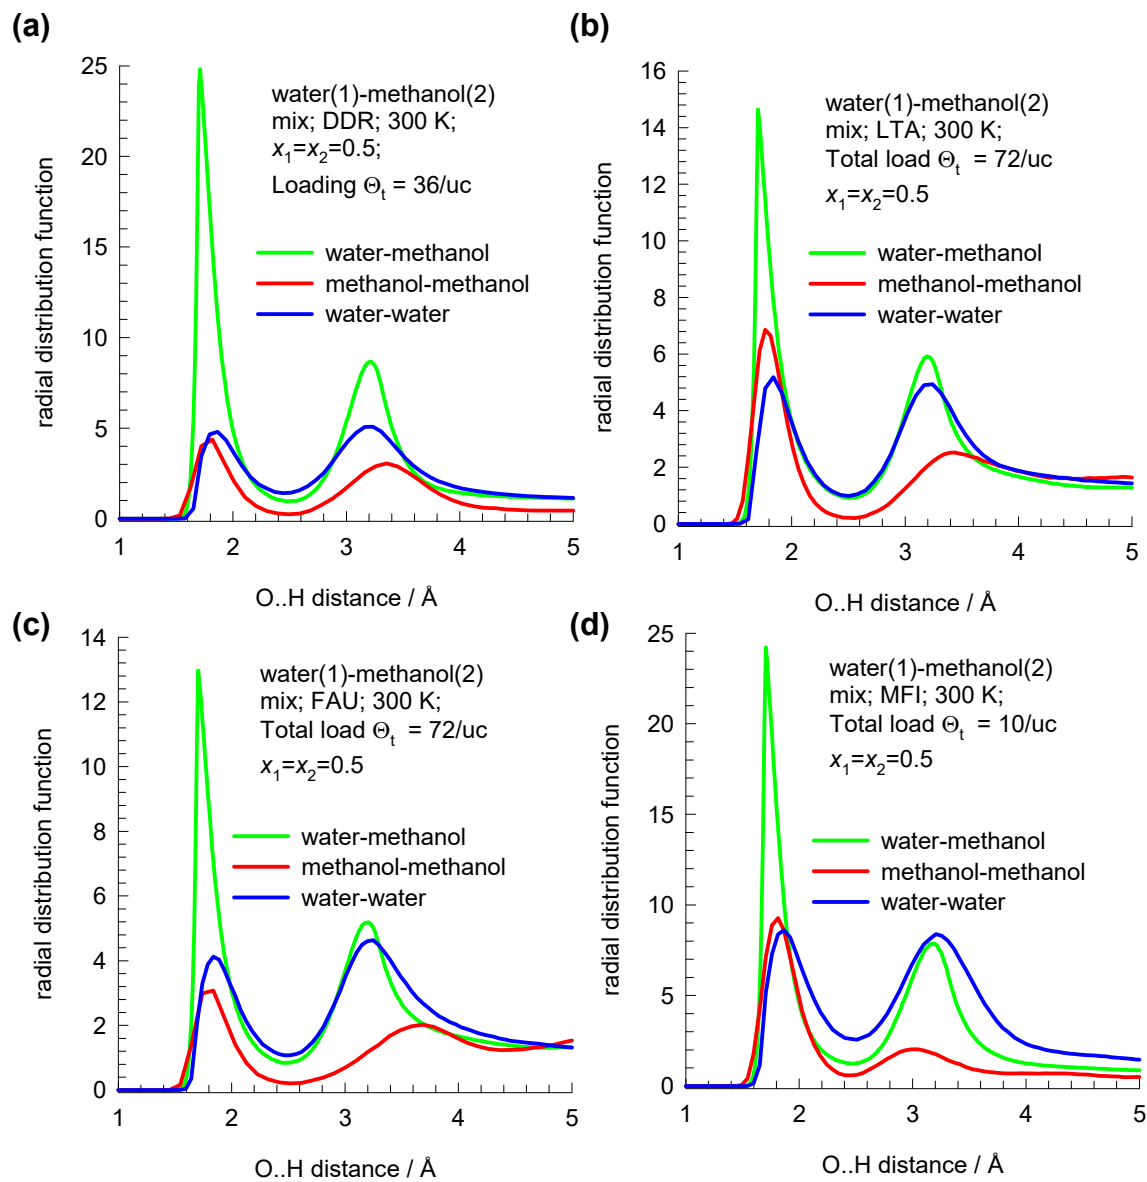 (a)
radial distribution function
25
20
15
10
5
0
water(1)-methanol(2)
mix; DDR; 300 K;
x1=x2=0.5;
Loading Θt = 36/uc
water-methanol
methanol-methanol
water-water
1 2 3 4 5
O..H distance / Å
(b)
radial distribution function
16
14
12
10
8
6
4
2
0
water(1)-methanol(2)
mix; LTA; 300 K;
Total load Θt = 72/uc
x1=x2=0.5
water-methanol
methanol-methanol
water-water
1 2 3 4 5
O..H distance / Å
(c)
radial distribution function
14
12
10
8
6
4
2
0
water(1)-methanol(2)
mix; FAU; 300 K;
Total load Θt = 72/uc
x1=x2=0.5
water-methanol
methanol-methanol
water-water
1 2 3 4 5
O..H distance / Å
(d)
radial distribution function
25
20
15
10
5
0
water(1)-methanol(2)
mix; MFI; 300 K;
Total load Θt = 10/uc
x1=x2=0.5
water-methanol
methanol-methanol
water-water
1 2 3 4 5
O..H distance / Å